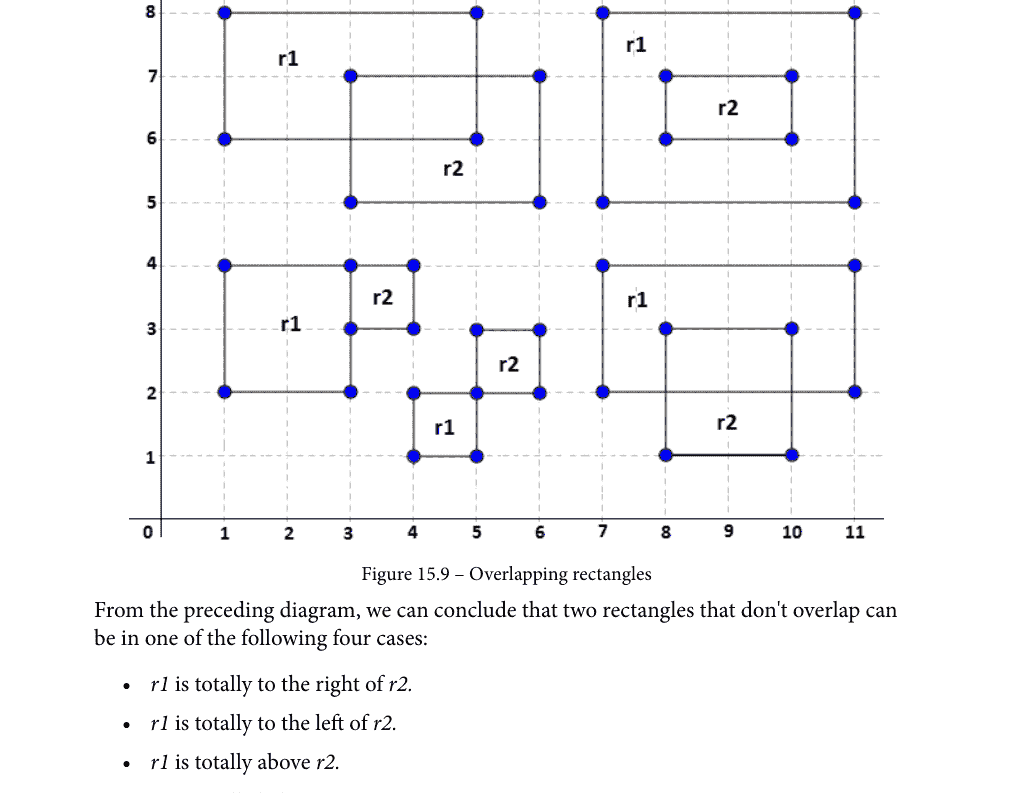 8
r1
r1
7
r2
6
r2
5
4
r2
r1
3
r1
r2
2
r1
r2
1
0 1 2 3 4 5 6 7 8 9 10 11
Figure 15.9 – Overlapping rectangles
From the preceding diagram, we can conclude that two rectangles that don't overlap can
be in one of the following four cases:
• r1 is totally to the right of r2.
• r1 is totally to the left of r2.
• r1 is totally above r2.